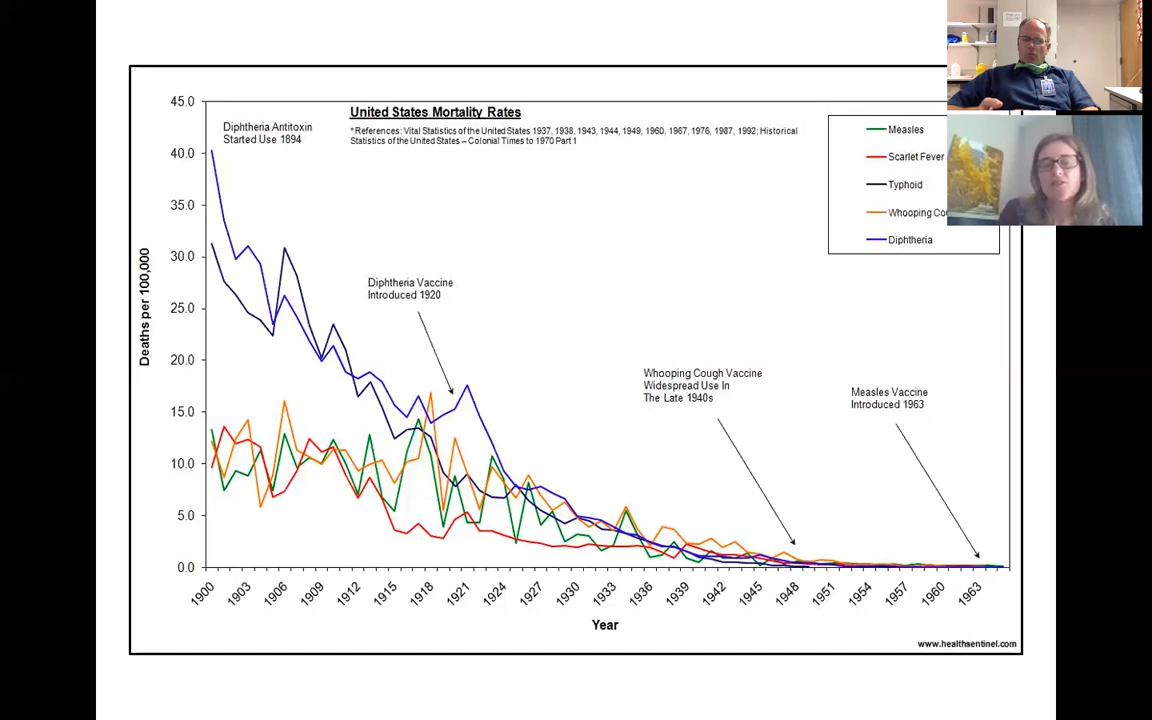 United States Mortality Rates
* References: Vital Statistics of the United States 1937, 1938, 1943, 1944, 1949, 1960, 1967, 1976, 1987, 1992; Historical
Statistics of the United States – Colonial Times to 1970 Part 1
Diphtheria Antitoxin
Started Use 1894
Measles
Scarlet Fever
Typhoid
Whooping Co
Diphtheria
Diphtheria Vaccine
Introduced 1920
Whooping Cough Vaccine
Widespread Use In
The Late 1940s
Measles Vaccine
Introduced 1963
Deaths per 100,000
45.0
40.0
35.0
30.0
25.0
20.0
15.0
10.0
5.0
0.0
1900
1903
1906
1909
1912
1915
1918
1921
1924
1927
1930
1933
1936
1939
1942
1945
1948
1951
1954
1957
1960
1963
Year
www.healthsentinel.com